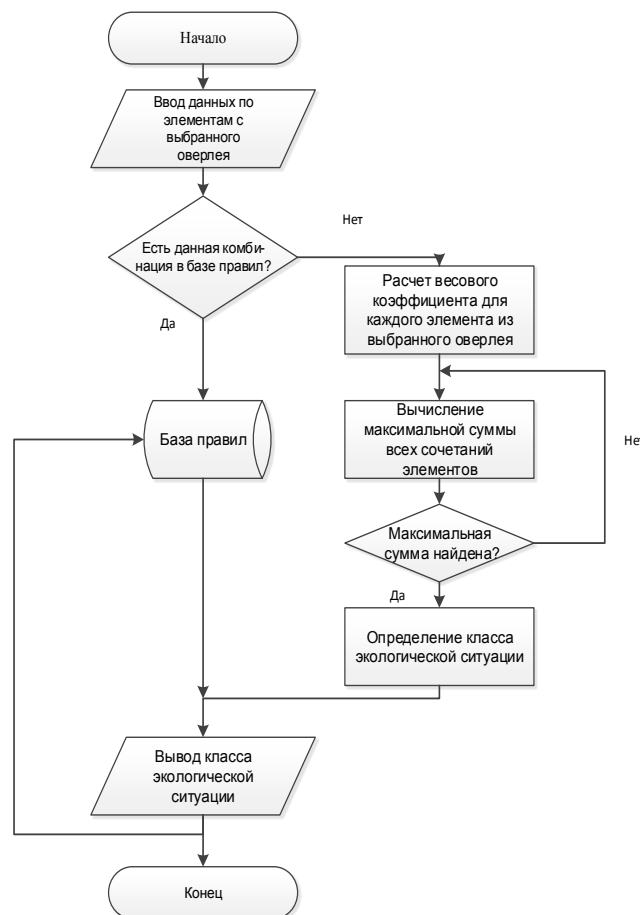 Начало
Ввод данных по
элементам с
выбранного
оверлея
Нет
Есть данная комби-
нация в базе правил?
Расчет весового
коэффициента для
каждого элемента из
выбранного оверлея
Да
База правил
Вычисление
максимальной суммы
всех сочетаний
элементов
Нет
Максимальная
сумма найдена?
Да
Определение класса
экологической ситуации
Вывод класса
экологической
ситуации
Конец